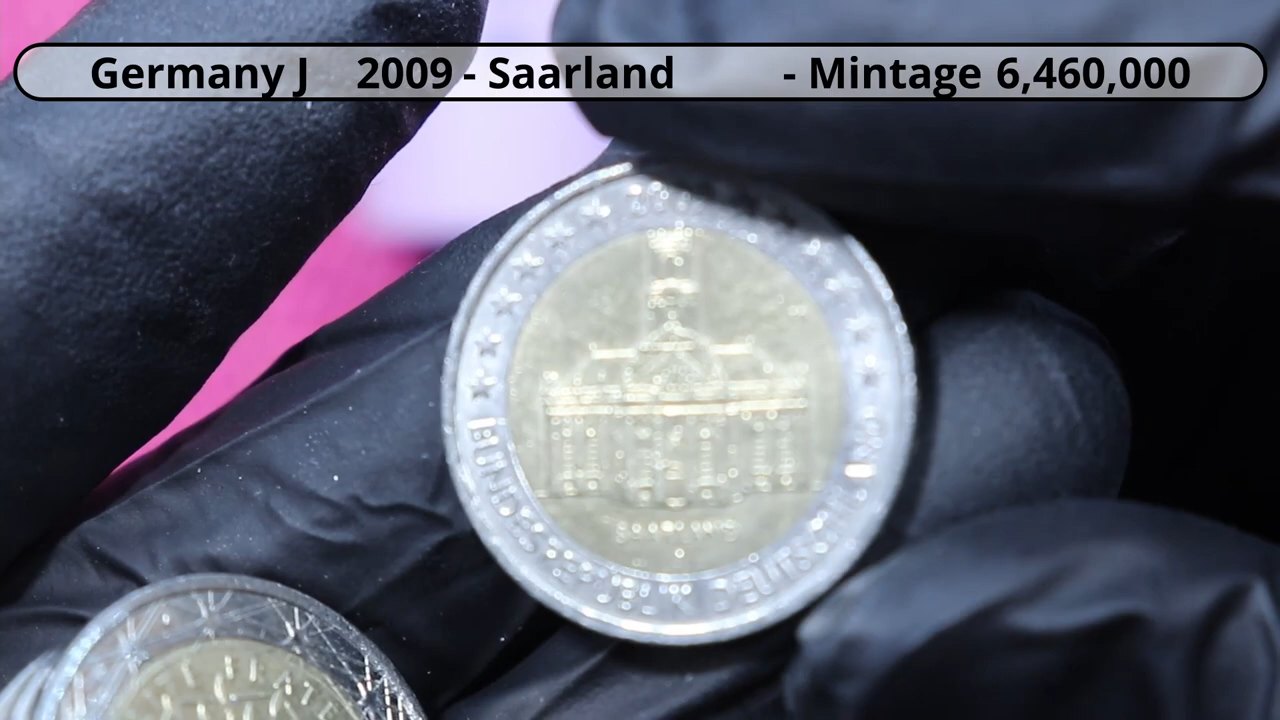 Germany J 2009 - Saarland - Mintage 6,460,000
SAARLAND
BUNDESREPUBLIK DEUTSCHLAND